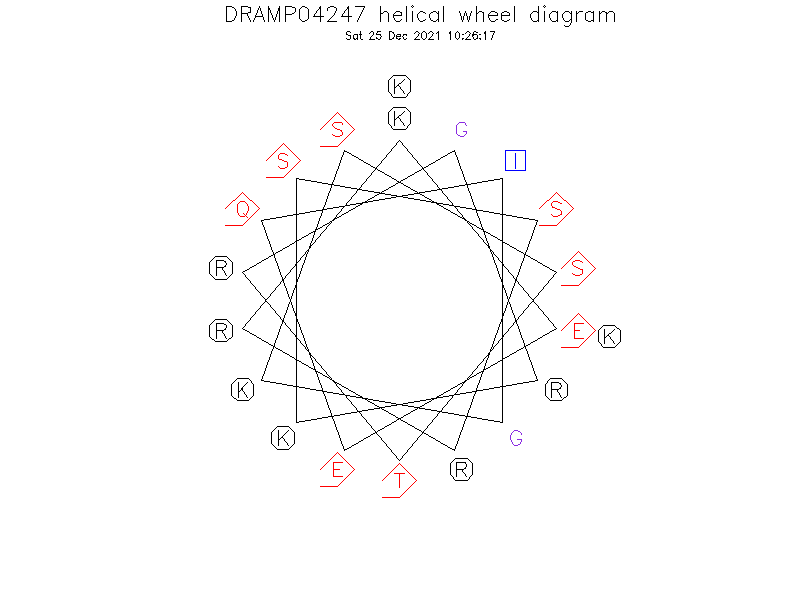 DRAMP04247 helical wheel diagram
Sat 25 Dec 2021 10:26:17
K
K
S G
S I
Q S
R S
R E K
K R
K G
E T R